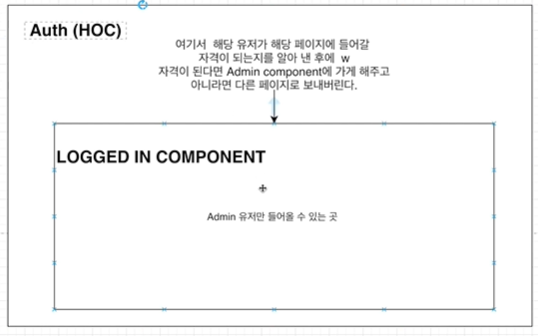 Auth (HOC)
여기서 해당 유저가 해당 페이지에 들어갈
자격이 되는지를 알아 낸 후에 w
자격이 된다면 Admin component에 가게 해주고
아니라면 다른 페이지로 보내버린다.
LOGGED IN COMPONENT
Admin 유저만 들어올 수 있는 곳